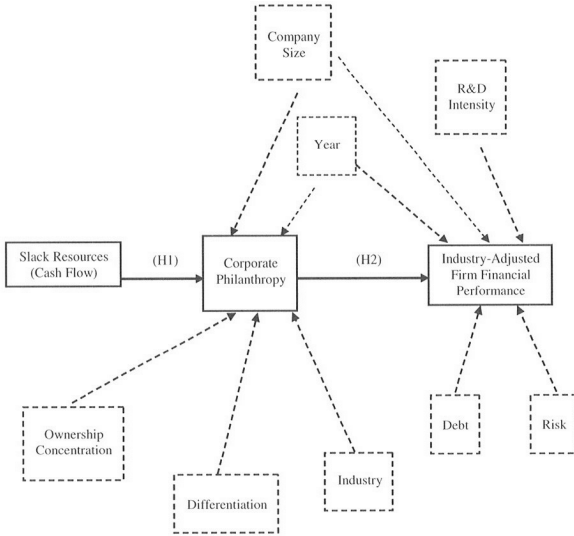 Company
Size
R&D
Intensity
Year
Slack Resources
(Cash Flow)
(H1)
Corporate
Philanthropy
(H2)
Industry-Adjusted
Firm Financial
Performance
Ownership
Concentration
Differentiation
Industry
Debt
Risk